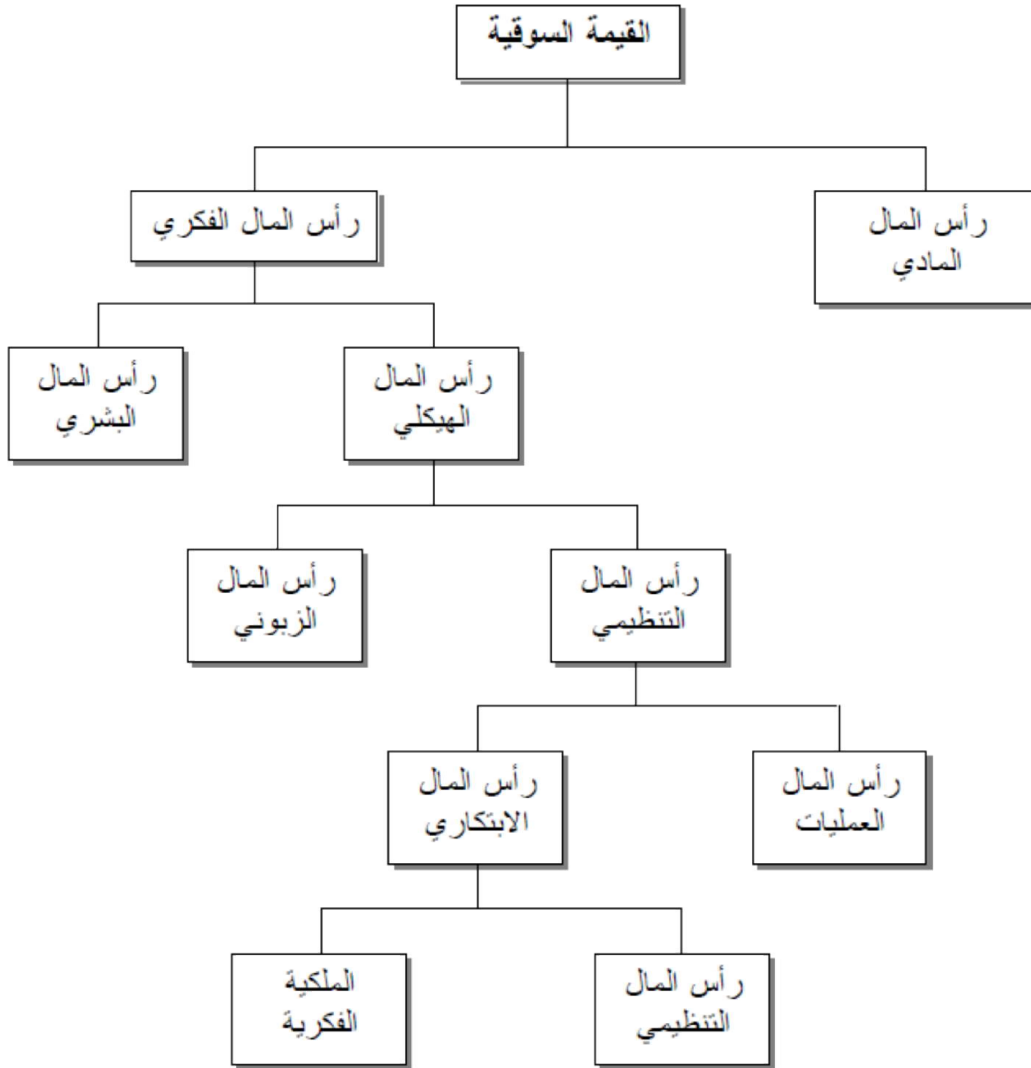 القيمة السوقية
رأس المال
المادي
رأس المال الفكري
رأس المال
الهيكلي
رأس المال
البشري
رأس المال
التنظيمي
رأس المال
الزبوني
رأس المال
العمليات
رأس المال
الابتكاري
رأس المال
التنظيمي
الملكية
الفكرية